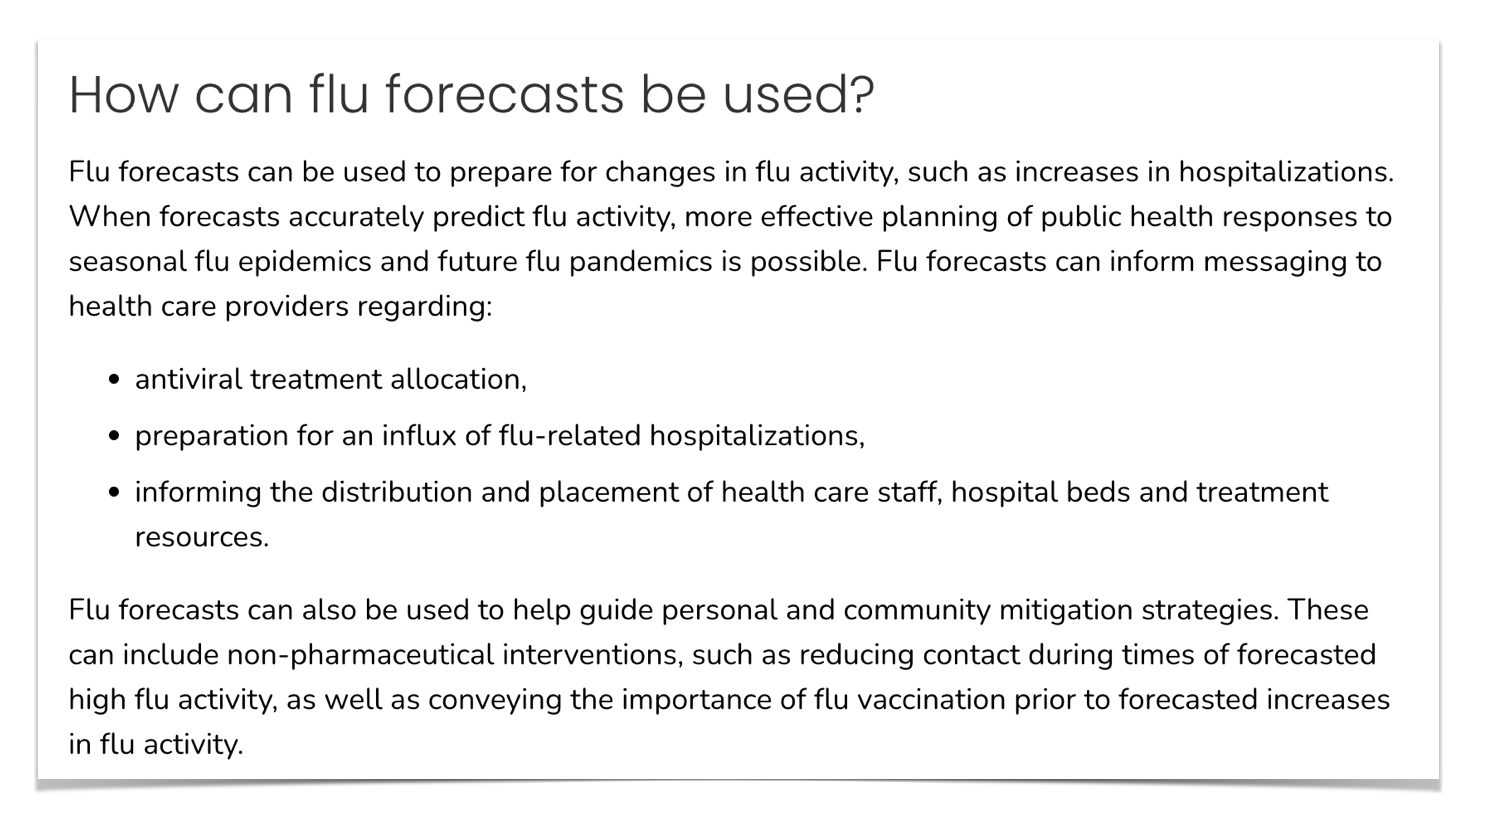 How can flu forecasts be used?
Flu forecasts can be used to prepare for changes in flu activity, such as increases in hospitalizations.
When forecasts accurately predict flu activity, more effective planning of public health responses to
seasonal flu epidemics and future flu pandemics is possible. Flu forecasts can inform messaging to
health care providers regarding:
• antiviral treatment allocation,
• preparation for an influx of flu-related hospitalizations,
• informing the distribution and placement of health care staff, hospital beds and treatment
resources.
Flu forecasts can also be used to help guide personal and community mitigation strategies. These
can include non-pharmaceutical interventions, such as reducing contact during times of forecasted
high flu activity, as well as conveying the importance of flu vaccination prior to forecasted increases
in flu activity.